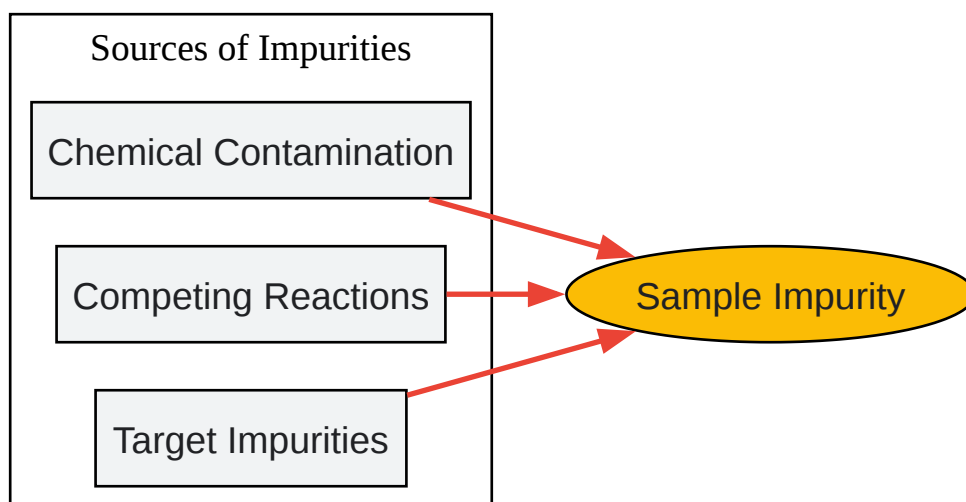 Sources of Impurities
Chemical Contamination
Competing Reactions
Sample Impurity
Target Impurities